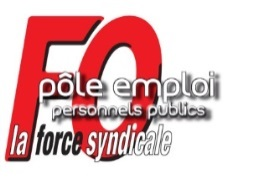 FO
pôle emploi
personnels publics
la force syndicale